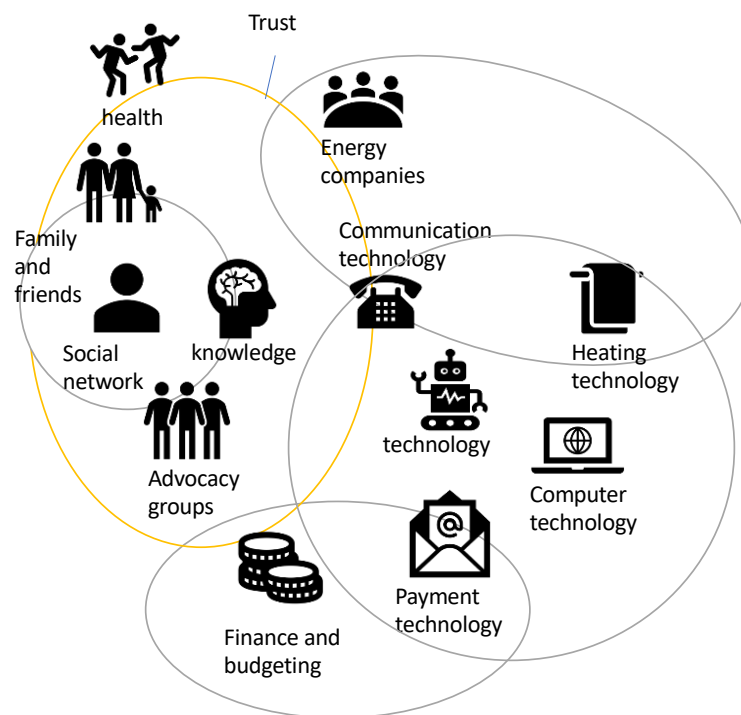 Trust
health
Energy
companies
Family
and
friends
Communication
technology
Social
network
knowledge
Heating
technology
technology
Advocacy
groups
Computer
technology
@
Payment
technology
Finance and
budgeting